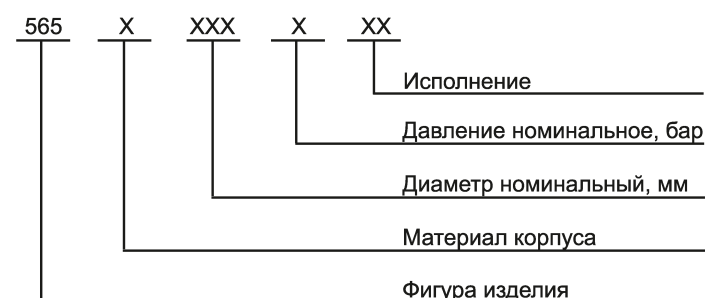 565 X XXX X XX
Исполнение
Давление номинальное, бар
Диаметр номинальный, мм
Материал корпуса
Фигура изделия